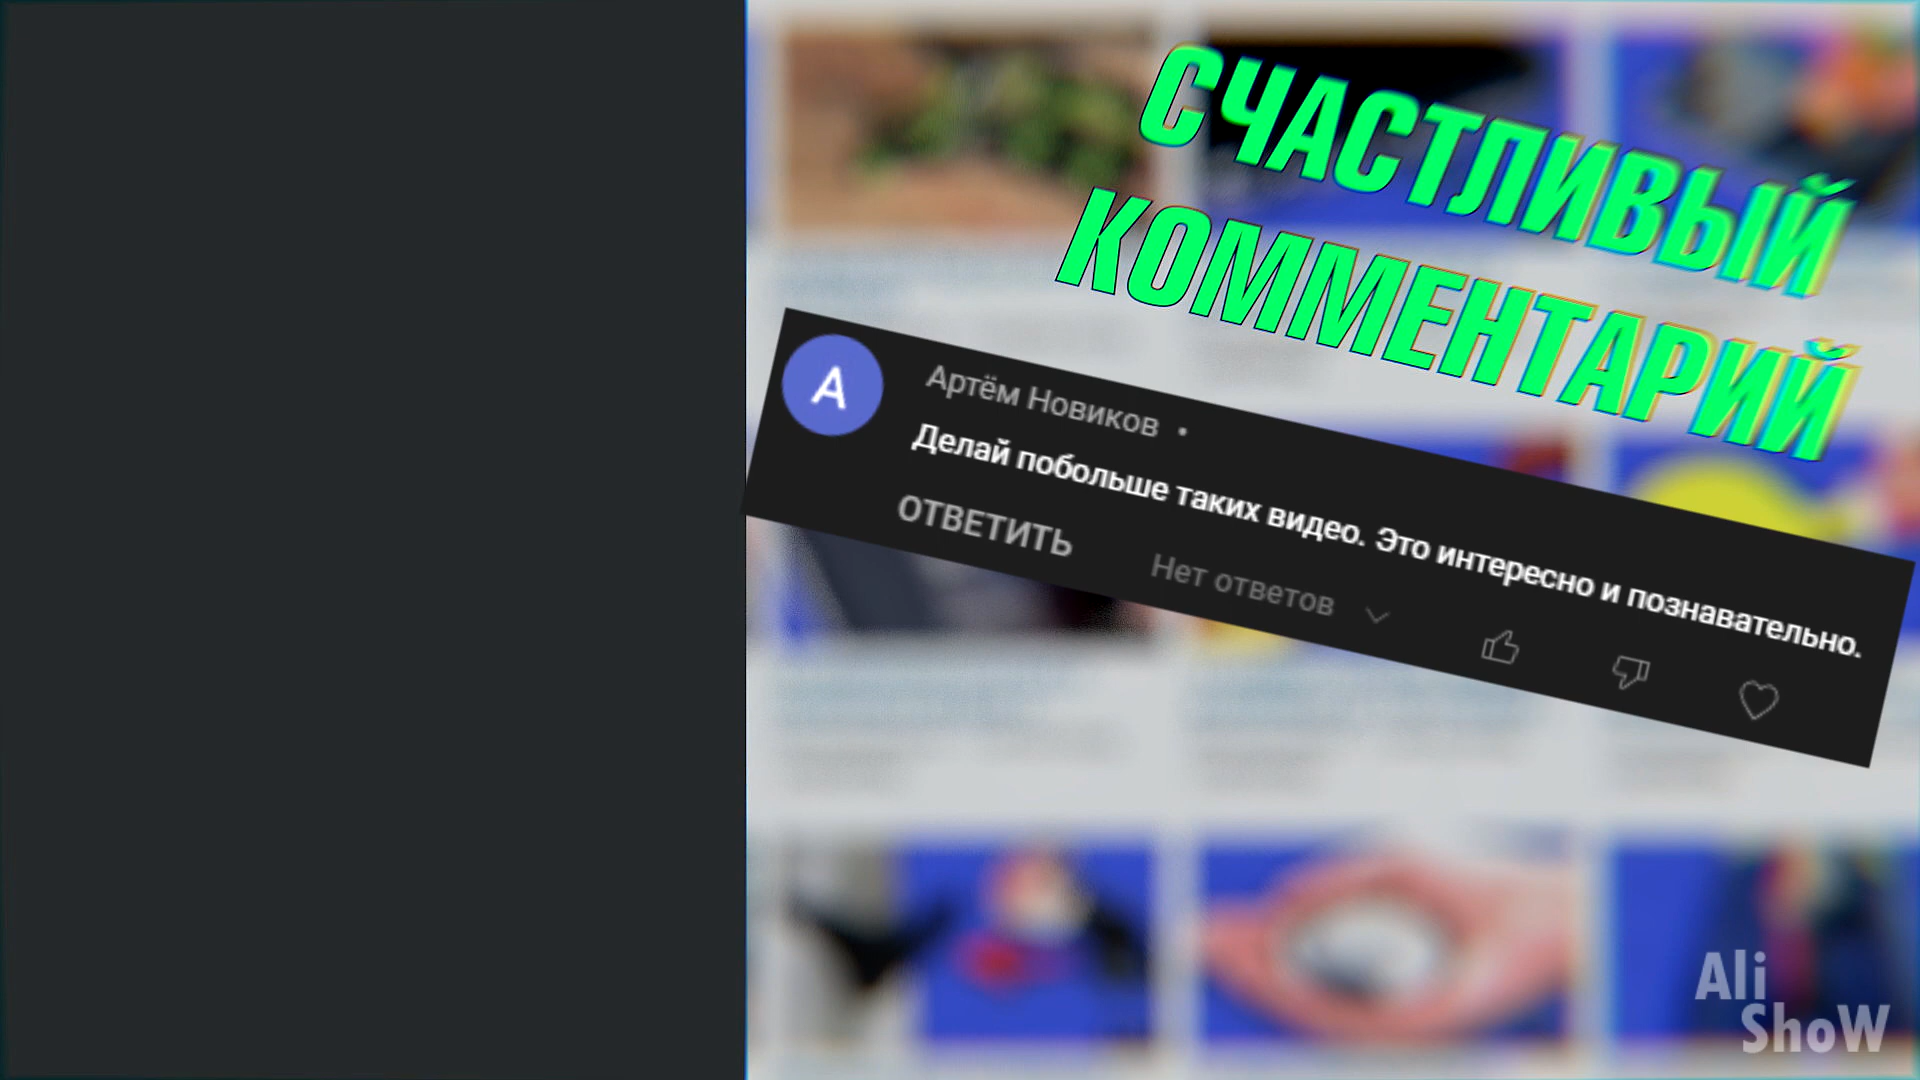 СЧАСТЛИВЫЙ
КОММЕНТАРИЙ
А
Артём Новиков •
Делай побольше таких видео. Это интересно и познавательно.
ОТВЕТИТЬ
Нет ответов
Ali
ShoW